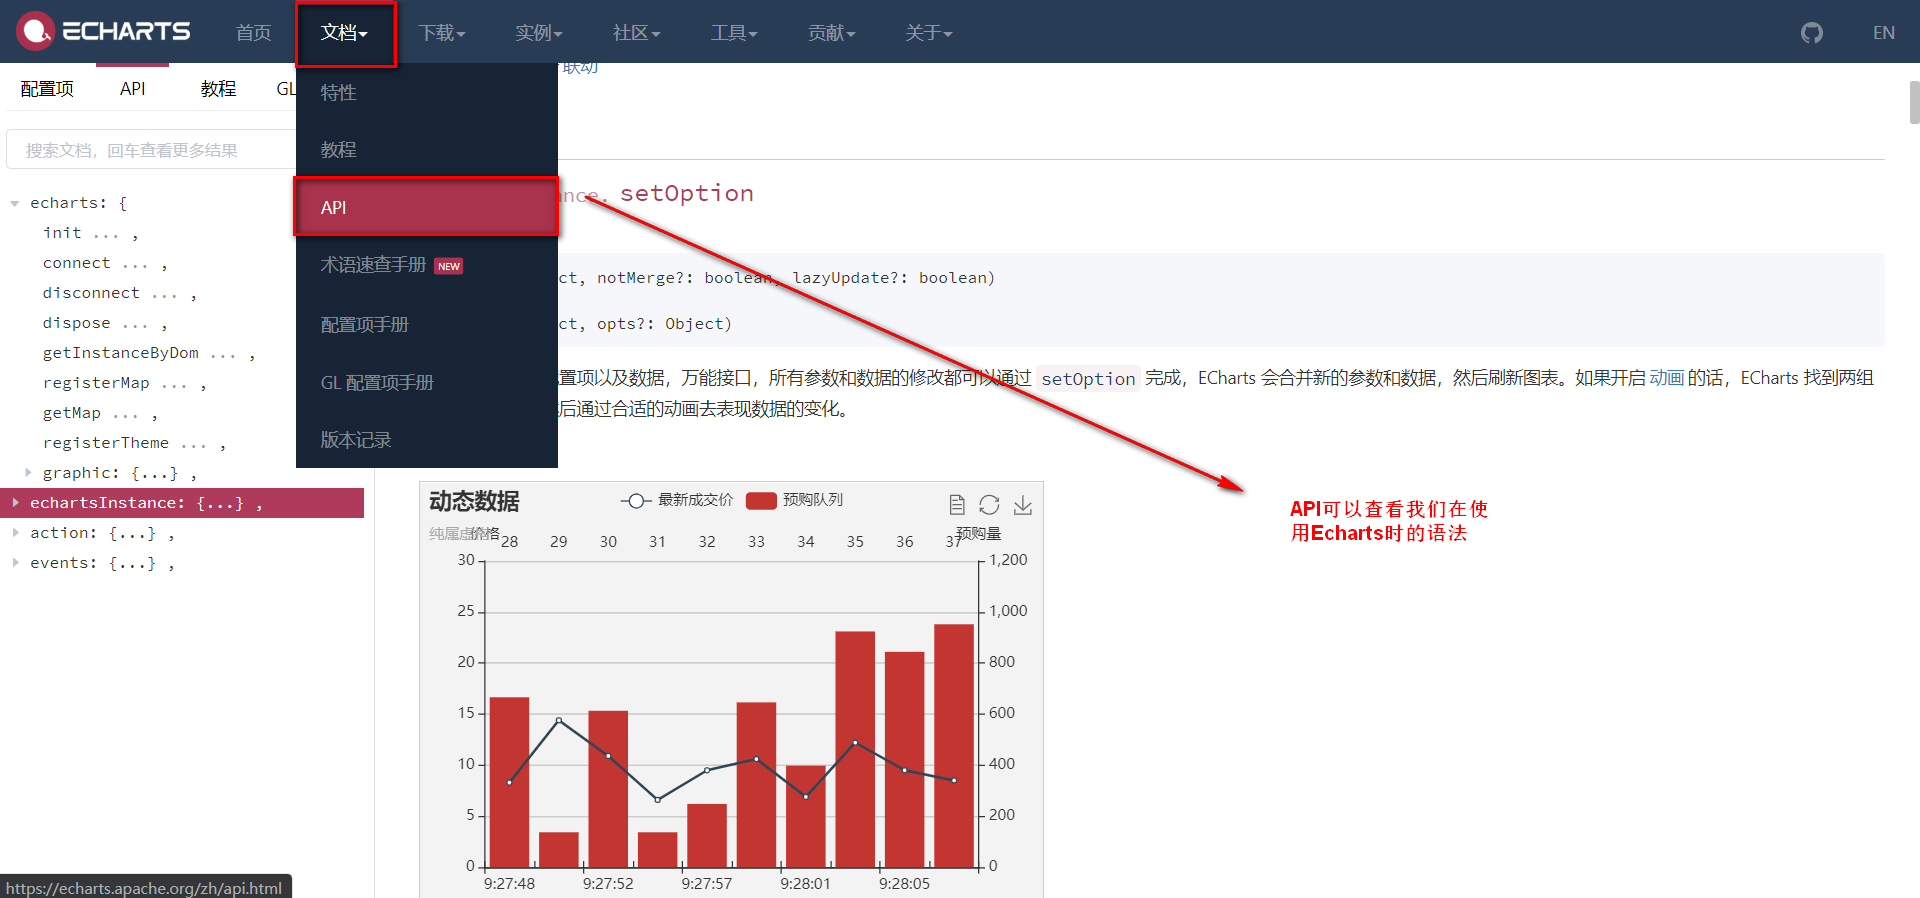 ECHARTS 首页 文档 下载 实例 社区 工具 贡献 关于 EN
联动
配置项 API 教程 GL
特性
教程
API
术语速查手册 NEW
配置项手册
GL 配置项手册
版本记录
搜索文档，回车查看更多结果
echarts: {
init ... ,
connect ... ,
disconnect ... ,
dispose ... ,
getInstanceByDom ... ,
registerMap ... ,
getMap ... ,
registerTheme ... ,
graphic: {...} ,
echartsInstance: {...} ,
action: {...} ,
events: {...} ,
nce. setOption
ct, notMerge?: boolean, lazyUpdate?: boolean)
ct, opts?: Object)
置项以及数据，万能接口，所有参数和数据的修改都可以通过 setOption 完成，ECharts 会合并新的参数和数据，然后刷新图表。如果开启 动画 的话，ECharts 找到两组
后通过合适的动画去表现数据的变化。
动态数据 最新成交价 预购队列
纯属虚 价格 预购量
28 29 30 31 32 33 34 35 36 37
30 1,200
25 1,000
20 800
15 600
10 400
5 200
0 0
9:27:48 9:27:52 9:27:57 9:28:01 9:28:05
API可以查看我们在使
用Echarts时的语法
https://echarts.apache.org/zh/api.html